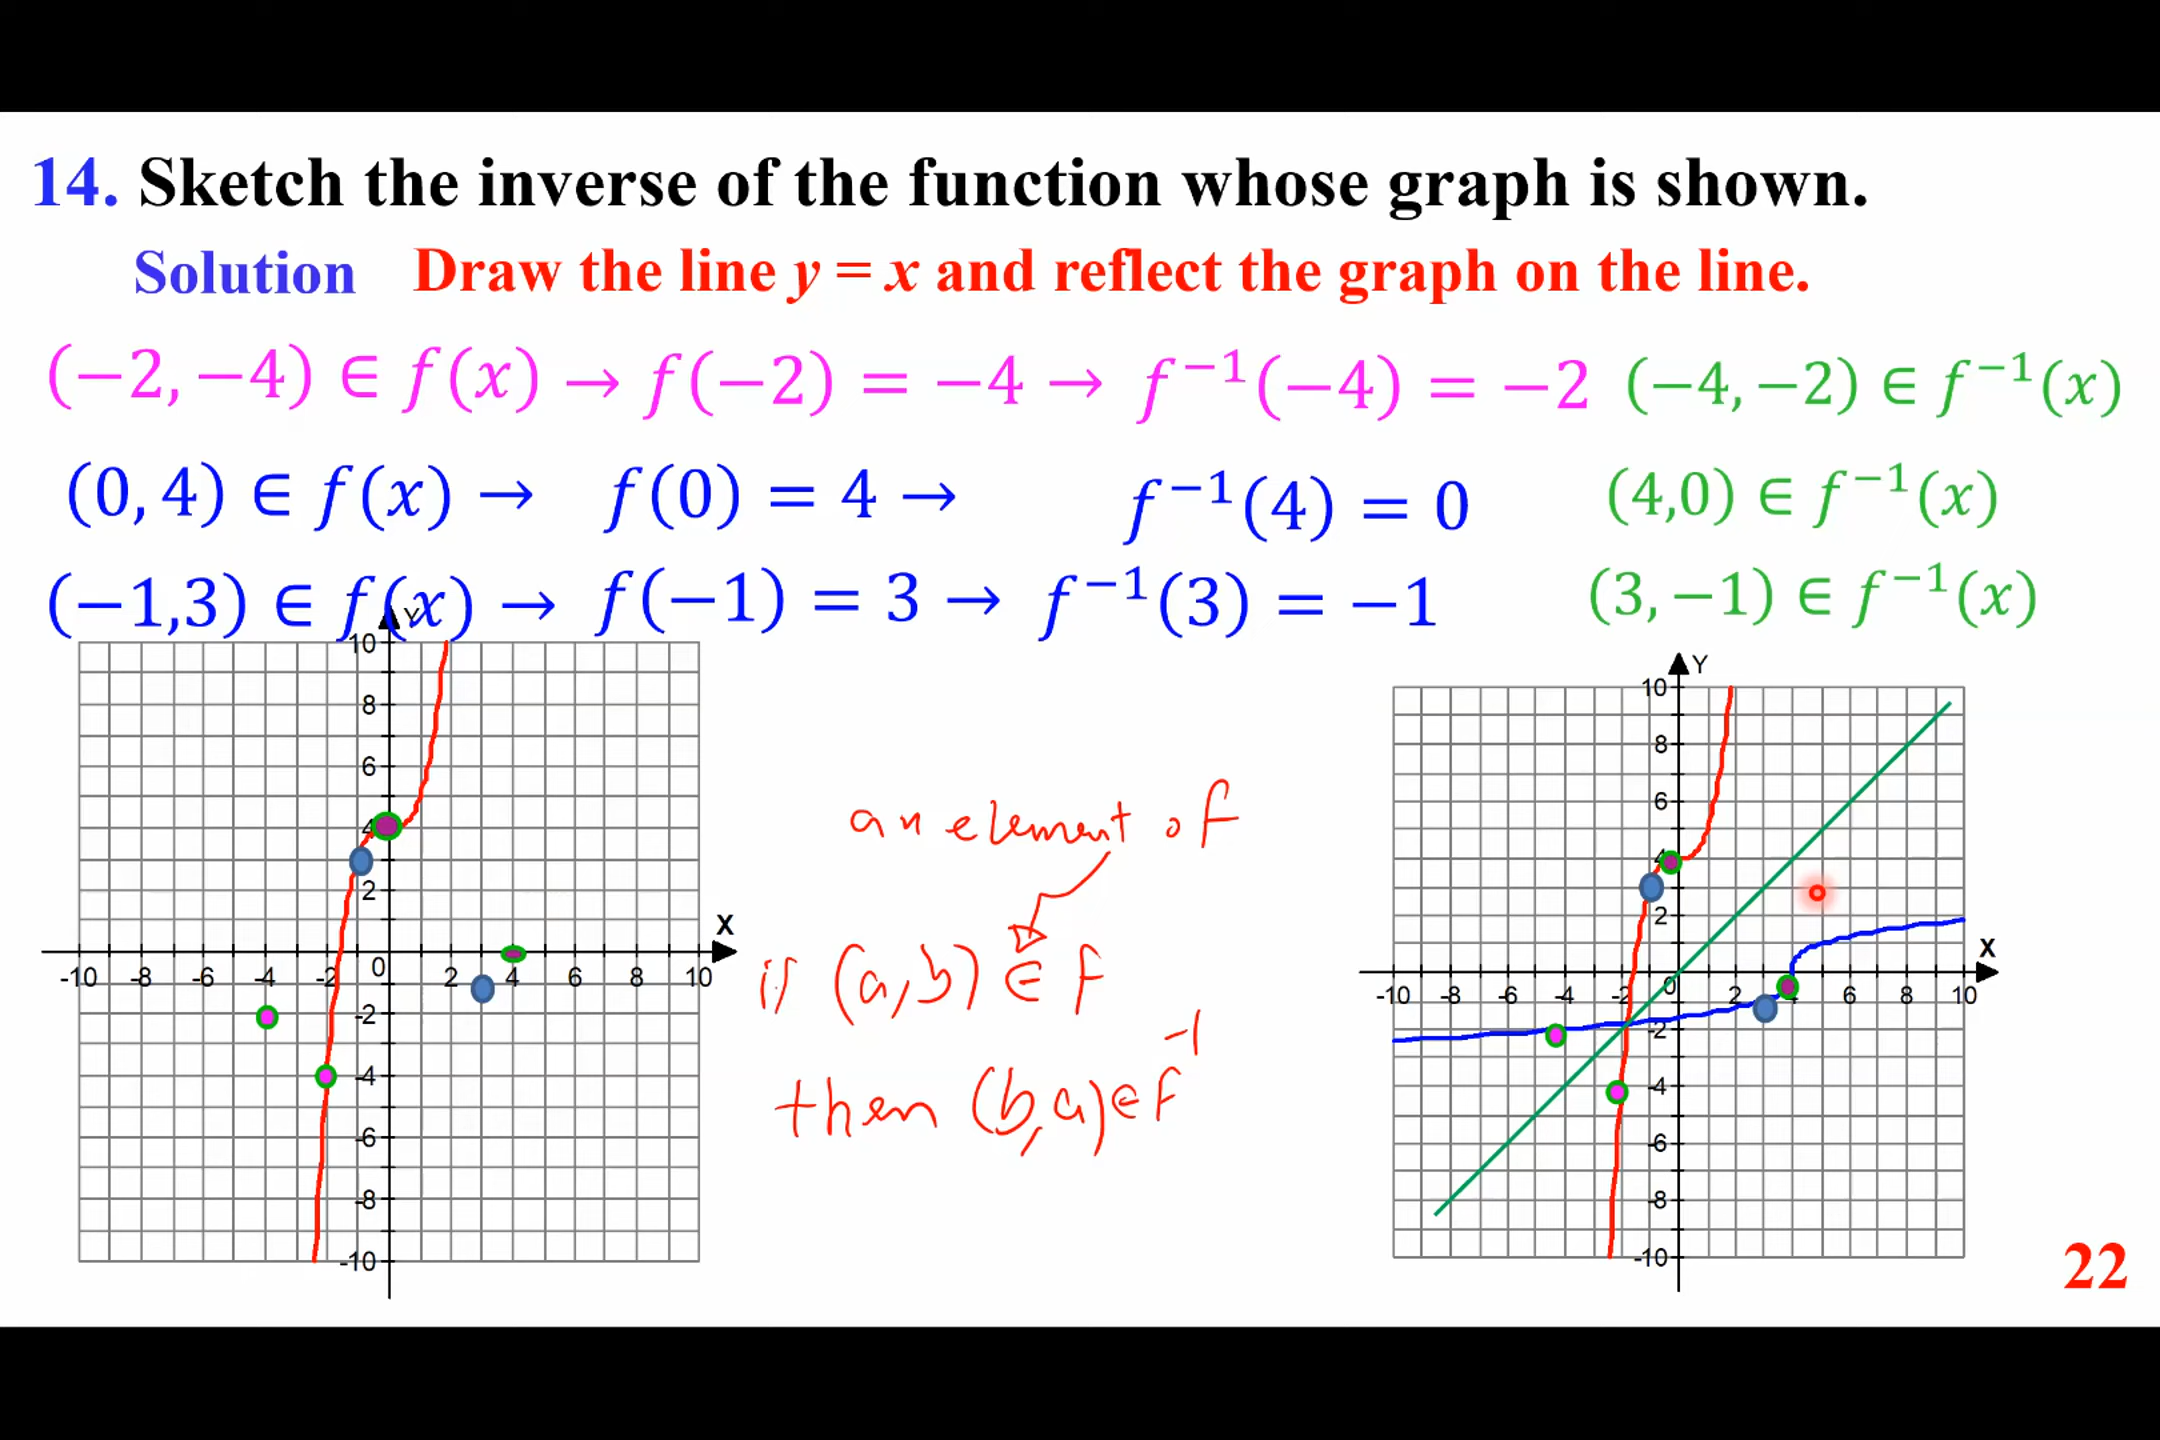 14. Sketch the inverse of the function whose graph is shown.
Solution Draw the line y = x and reflect the graph on the line.
(−2, −4) ∈ f(x) → f(−2) = −4 → f⁻¹(−4) = −2 (−4, −2) ∈ f⁻¹(x)
(0, 4) ∈ f(x) → f(0) = 4 → f⁻¹(4) = 0 (4,0) ∈ f⁻¹(x)
(−1,3) ∈ f(x) → f(−1) = 3 → f⁻¹(3) = −1 (3, −1) ∈ f⁻¹(x)
Y
10
8
6
4
2
X
-10 -8 -6 -4 -2 0 2 4 6 8 10
-2
-4
-6
-8
-10
an element of f
if (a,b) ∈ f
then (b,a) ∈ f⁻¹
Y
10
8
6
4
2
X
-10 -8 -6 -4 -2 0 2 4 6 8 10
-2
-4
-6
-8
-10
22